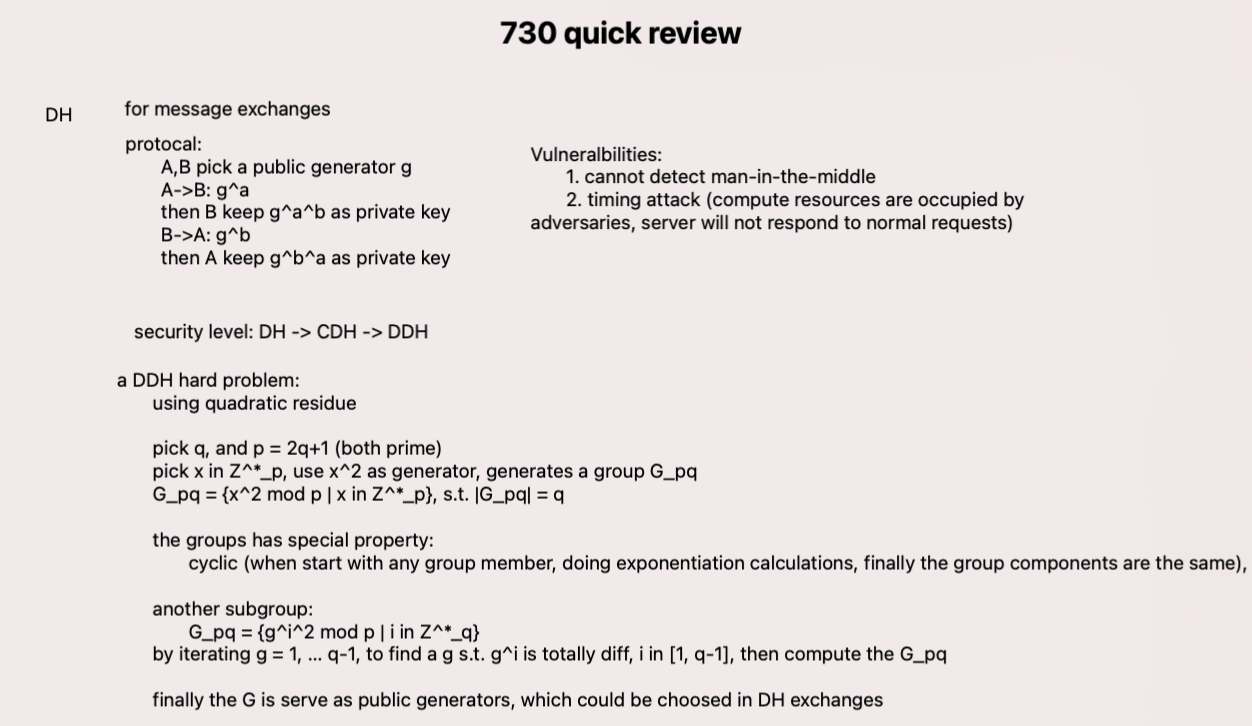 730 quick review
DH
for message exchanges
protocal:
A,B pick a public generator g
A->B: g^a
then B keep g^a^b as private key
B->A: g^b
then A keep g^b^a as private key
Vulneralbilities:
1. cannot detect man-in-the-middle
2. timing attack (compute resources are occupied by
adversaries, server will not respond to normal requests)
security level: DH -> CDH -> DDH
a DDH hard problem:
using quadratic residue
pick q, and p = 2q+1 (both prime)
pick x in Z^*_p, use x^2 as generator, generates a group G_pq
G_pq = {x^2 mod p | x in Z^*_p}, s.t. |G_pq| = q
the groups has special property:
cyclic (when start with any group member, doing exponentiation calculations, finally the group components are the same),
another subgroup:
G_pq = {g^i^2 mod p | i in Z^*_q}
by iterating g = 1, ... q-1, to find a g s.t. g^i is totally diff, i in [1, q-1], then compute the G_pq
finally the G is serve as public generators, which could be choosed in DH exchanges